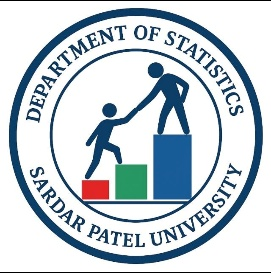 DEPARTMENT OF STATISTICS
SARDAR PATEL UNIVERSITY